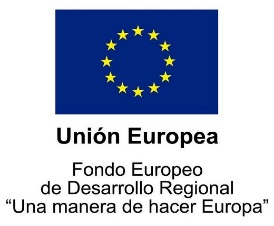 Unión Europea
Fondo Europeo
de Desarrollo Regional
“Una manera de hacer Europa”